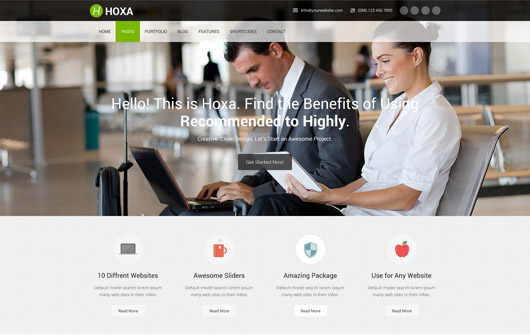 H HOXA
info@yourwebsite.com (088) 123 456 7890
HOME PAGES PORTFOLIO BLOG FEATURES SHORTCODES CONTACT
Hello! This is Hoxa. Find the Benefits of Using
Recommended to Highly.
Creative, Clean Design. Let's Start an Awesome Project.
Get Started Now!
10 Diffrent Websites
Default model search lorem ipsum
many web sites in their infan.
Read More
Awesome Sliders
Default model search lorem ipsum
many web sites in their infan.
Read More
Amazing Package
Default model search lorem ipsum
many web sites in their infan.
Read More
Use for Any Website
Default model search lorem ipsum
many web sites in their infan.
Read More